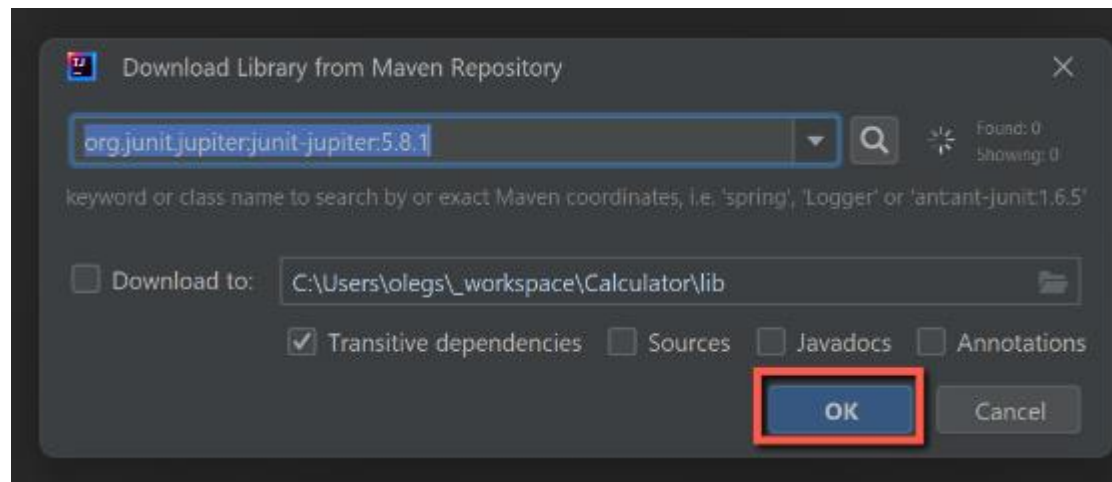 Download Library from Maven Repository
org.junit.jupiter:junit-jupiter:5.8.1
Found: 0
Showing: 0
keyword or class name to search by or exact Maven coordinates, i.e. 'spring', 'Logger' or 'ant:ant-junit:1.6.5'
Download to: C:\Users\olegs\_workspace\Calculator\lib
Transitive dependencies Sources Javadocs Annotations
OK Cancel